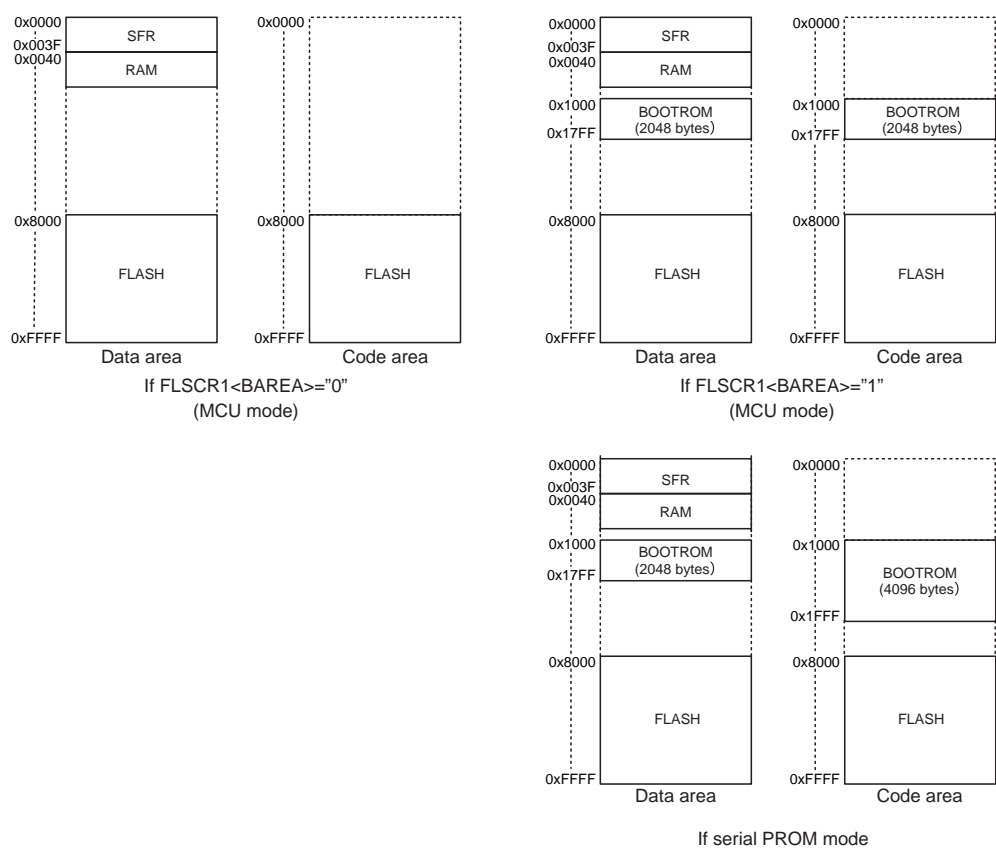 0x0000
SFR
0x003F
0x0040
RAM
0x8000
FLASH
0xFFFF
Data area
0x0000
0x8000
FLASH
0xFFFF
Code area
If FLSCR1<BAREA>=”0”
(MCU mode)
0x0000
SFR
0x003F
0x0040
RAM
0x1000
BOOTROM
(2048 bytes)
0x17FF
0x8000
FLASH
0xFFFF
Data area
0x0000
0x1000
BOOTROM
(2048 bytes)
0x17FF
0x8000
FLASH
0xFFFF
Code area
If FLSCR1<BAREA>=”1”
(MCU mode)
0x0000
SFR
0x003F
0x0040
RAM
0x1000
BOOTROM
(2048 bytes)
0x17FF
0x8000
FLASH
0xFFFF
Data area
0x0000
0x1000
BOOTROM
(4096 bytes)
0x1FFF
0x8000
FLASH
0xFFFF
Code area
If serial PROM mode